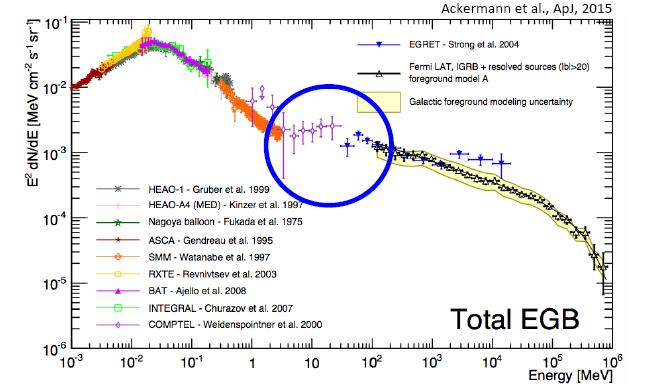 Ackermann et al., ApJ, 2015
E² dN/dE [MeV cm⁻² s⁻¹ sr⁻¹]
10⁻¹
10⁻²
10⁻³
10⁻⁴
10⁻⁵
10⁻⁶
EGRET - Strong et al. 2004
Fermi LAT, IGRB + resolved sources (|b|>20)
foreground model A
Galactic foreground modeling uncertainty
HEAO-1 - Gruber et al. 1999
HEAO-A4 (MED) - Kinzer et al. 1997
Nagoya balloon - Fukada et al. 1975
ASCA - Gendreau et al. 1995
SMM - Watanabe et al. 1997
RXTE - Revnivtsev et al. 2003
BAT - Ajello et al. 2008
INTEGRAL - Churazov et al. 2007
COMPTEL - Weidenspointner et al. 2000
Total EGB
10⁻³ 10⁻² 10⁻¹ 1 10 10² 10³ 10⁴ 10⁵ 10⁶
Energy [MeV]